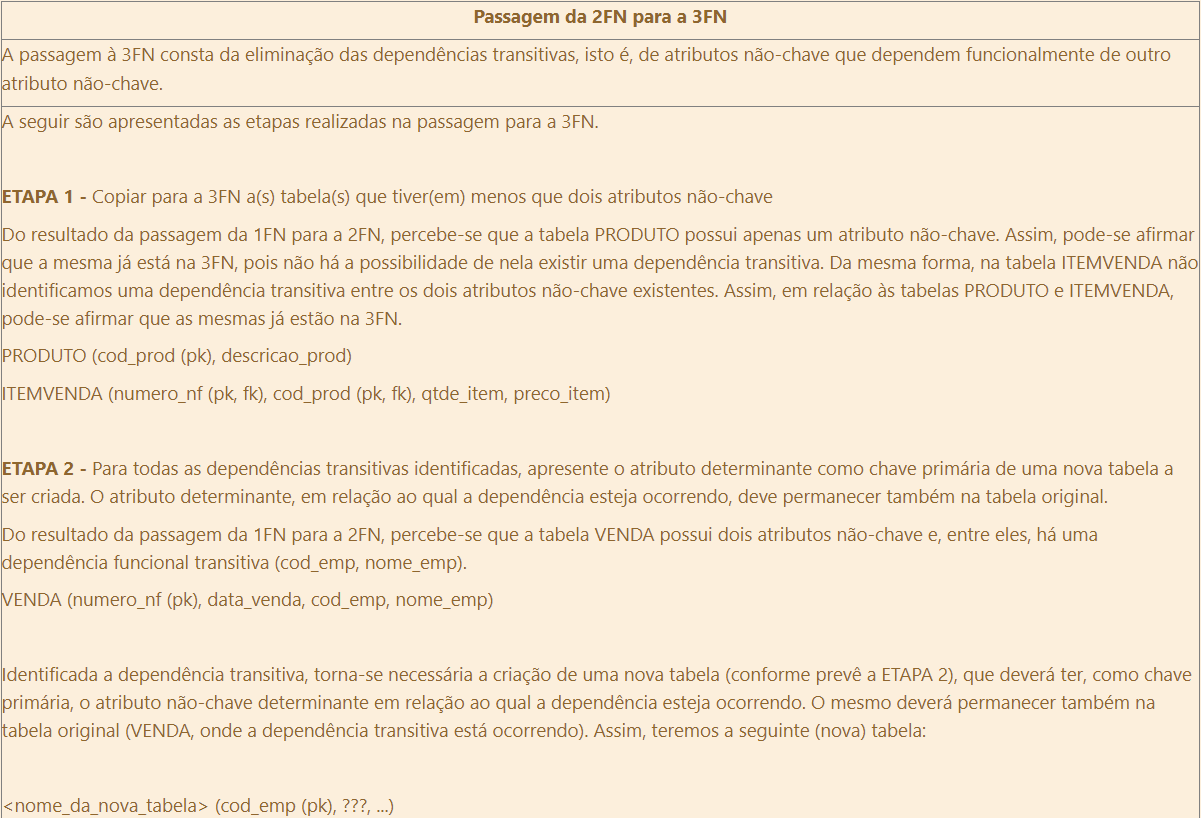 Passagem da 2FN para a 3FN
A passagem à 3FN consta da eliminação das dependências transitivas, isto é, de atributos não-chave que dependem funcionalmente de outro
atributo não-chave.
A seguir são apresentadas as etapas realizadas na passagem para a 3FN.
ETAPA 1 - Copiar para a 3FN a(s) tabela(s) que tiver(em) menos que dois atributos não-chave
Do resultado da passagem da 1FN para a 2FN, percebe-se que a tabela PRODUTO possui apenas um atributo não-chave. Assim, pode-se afirmar
que a mesma já está na 3FN, pois não há a possibilidade de nela existir uma dependência transitiva. Da mesma forma, na tabela ITEMVENDA não
identificamos uma dependência transitiva entre os dois atributos não-chave existentes. Assim, em relação às tabelas PRODUTO e ITEMVENDA,
pode-se afirmar que as mesmas já estão na 3FN.
PRODUTO (cod_prod (pk), descricao_prod)
ITEMVENDA (numero_nf (pk, fk), cod_prod (pk, fk), qtde_item, preco_item)
ETAPA 2 - Para todas as dependências transitivas identificadas, apresente o atributo determinante como chave primária de uma nova tabela a
ser criada. O atributo determinante, em relação ao qual a dependência esteja ocorrendo, deve permanecer também na tabela original.
Do resultado da passagem da 1FN para a 2FN, percebe-se que a tabela VENDA possui dois atributos não-chave e, entre eles, há uma
dependência funcional transitiva (cod_emp, nome_emp).
VENDA (numero_nf (pk), data_venda, cod_emp, nome_emp)
Identificada a dependência transitiva, torna-se necessária a criação de uma nova tabela (conforme prevê a ETAPA 2), que deverá ter, como chave
primária, o atributo não-chave determinante em relação ao qual a dependência esteja ocorrendo. O mesmo deverá permanecer também na
tabela original (VENDA, onde a dependência transitiva está ocorrendo). Assim, teremos a seguinte (nova) tabela:
<nome_da_nova_tabela> (cod_emp (pk), ???, ...)